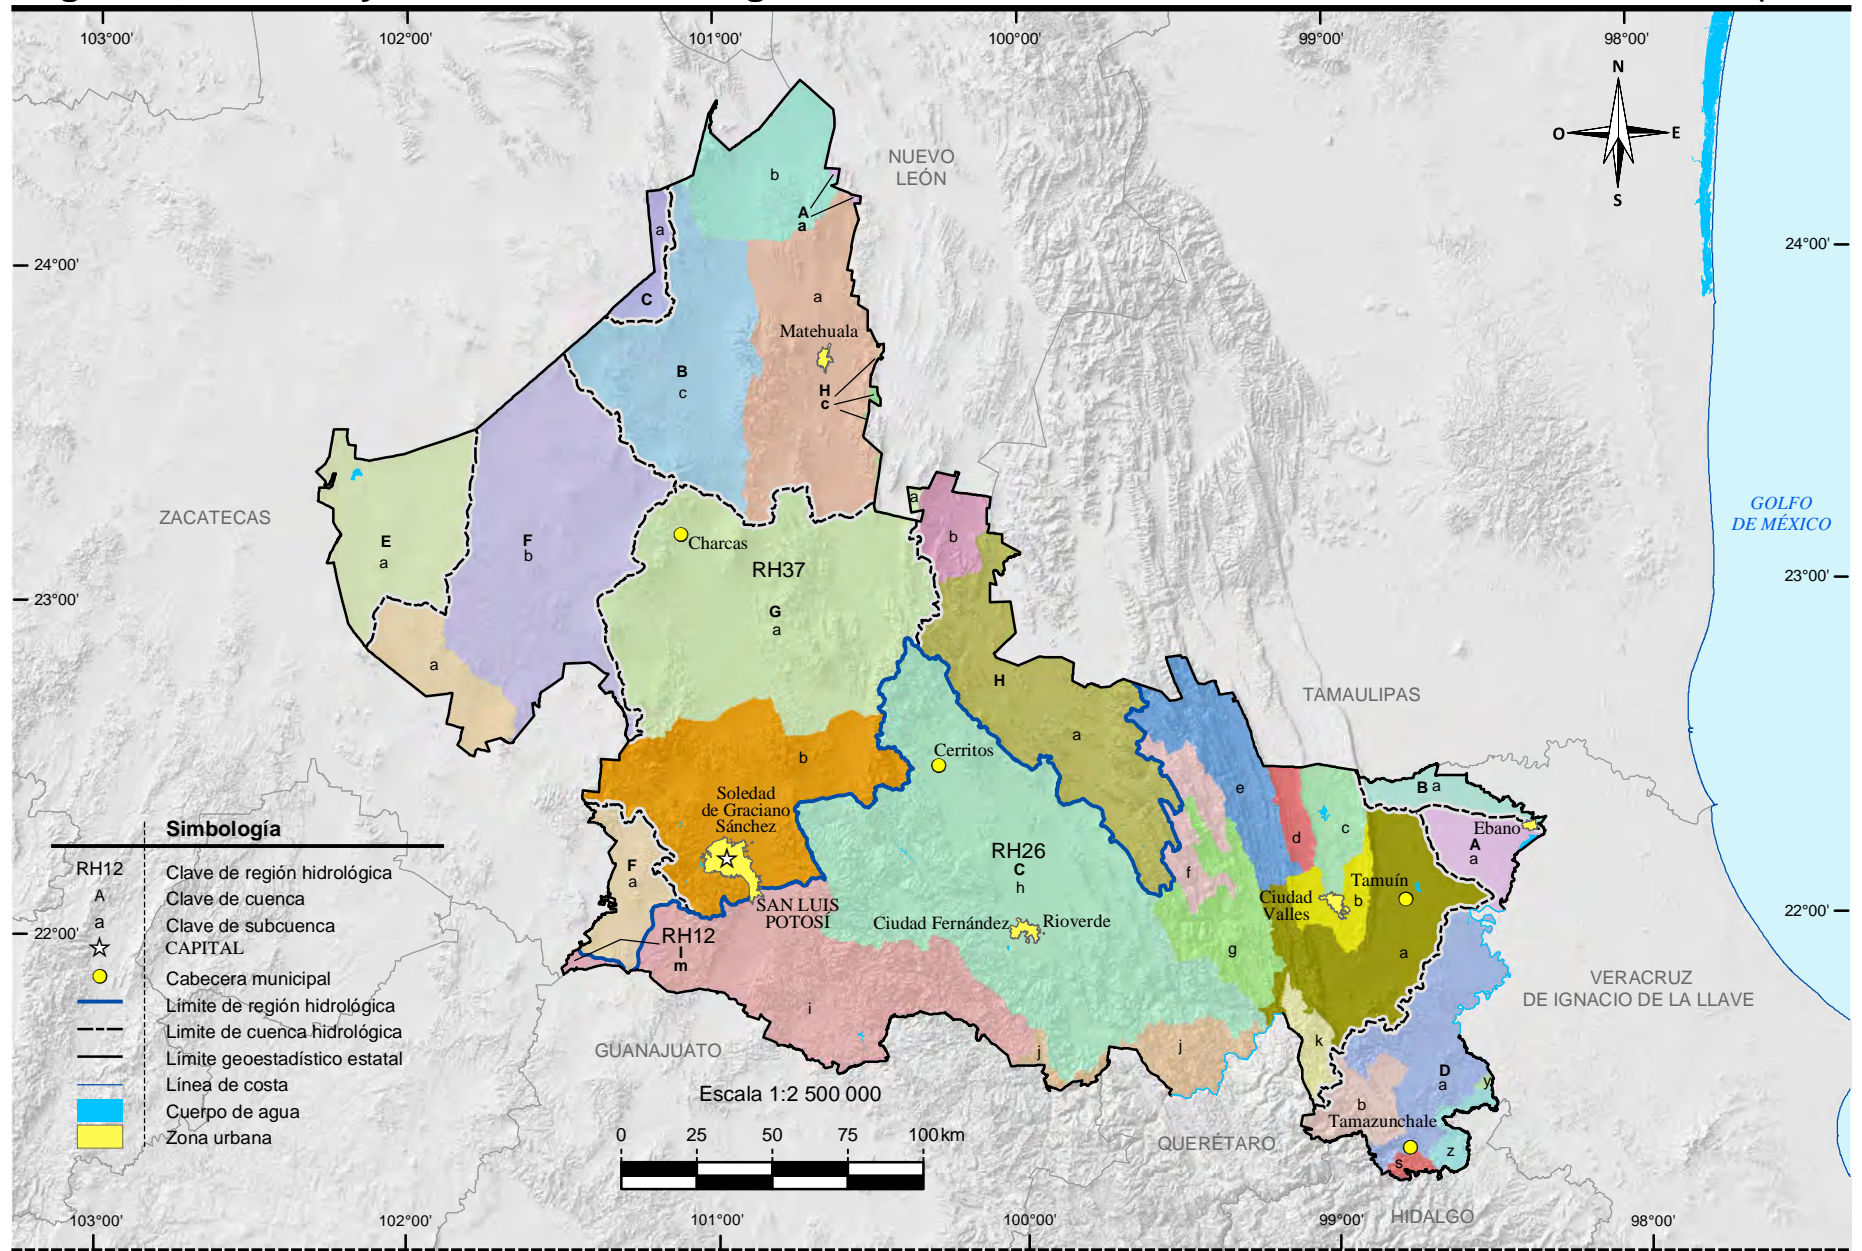 103°00'
102°00'
101°00'
100°00'
99°00'
98°00'
N
O
E
S
NUEVO
LEÓN
b
A
a
a
24°00'
24°00'
C
a
Matehuala
B
c
H
c
ZACATECAS
GOLFO
DE MÉXICO
a
b
E
a
F
b
Charcas
RH37
23°00'
23°00'
G
a
a
H
TAMAULIPAS
a
b
Cerritos
e
B a
Soledad
de Graciano
Sánchez
Ebano
A
a
d
c
Simbología
RH12
Clave de región hidrológica
A
Clave de cuenca
a
Clave de subcuenca
CAPITAL
Cabecera municipal
Límite de región hidrológica
Limite de cuenca hidrológica
Límite geoestadístico estatal
Línea de costa
Cuerpo de agua
Zona urbana
F
a
RH26
C
h
f
Tamuín
Ciudad
Valles
b
SAN LUIS
POTOSÍ
Ciudad Fernández
Rioverde
22°00'
22°00'
RH12
I
m
g
a
VERACRUZ
DE IGNACIO DE LA LLAVE
i
GUANAJUATO
j
j
k
D
a
y
Escala 1:2 500 000
b
Tamazunchale
0
25
50
75
100km
QUERÉTARO
s
z
HIDALGO
103°00'
102°00'
101°00'
100°00'
99°00'
98°00'